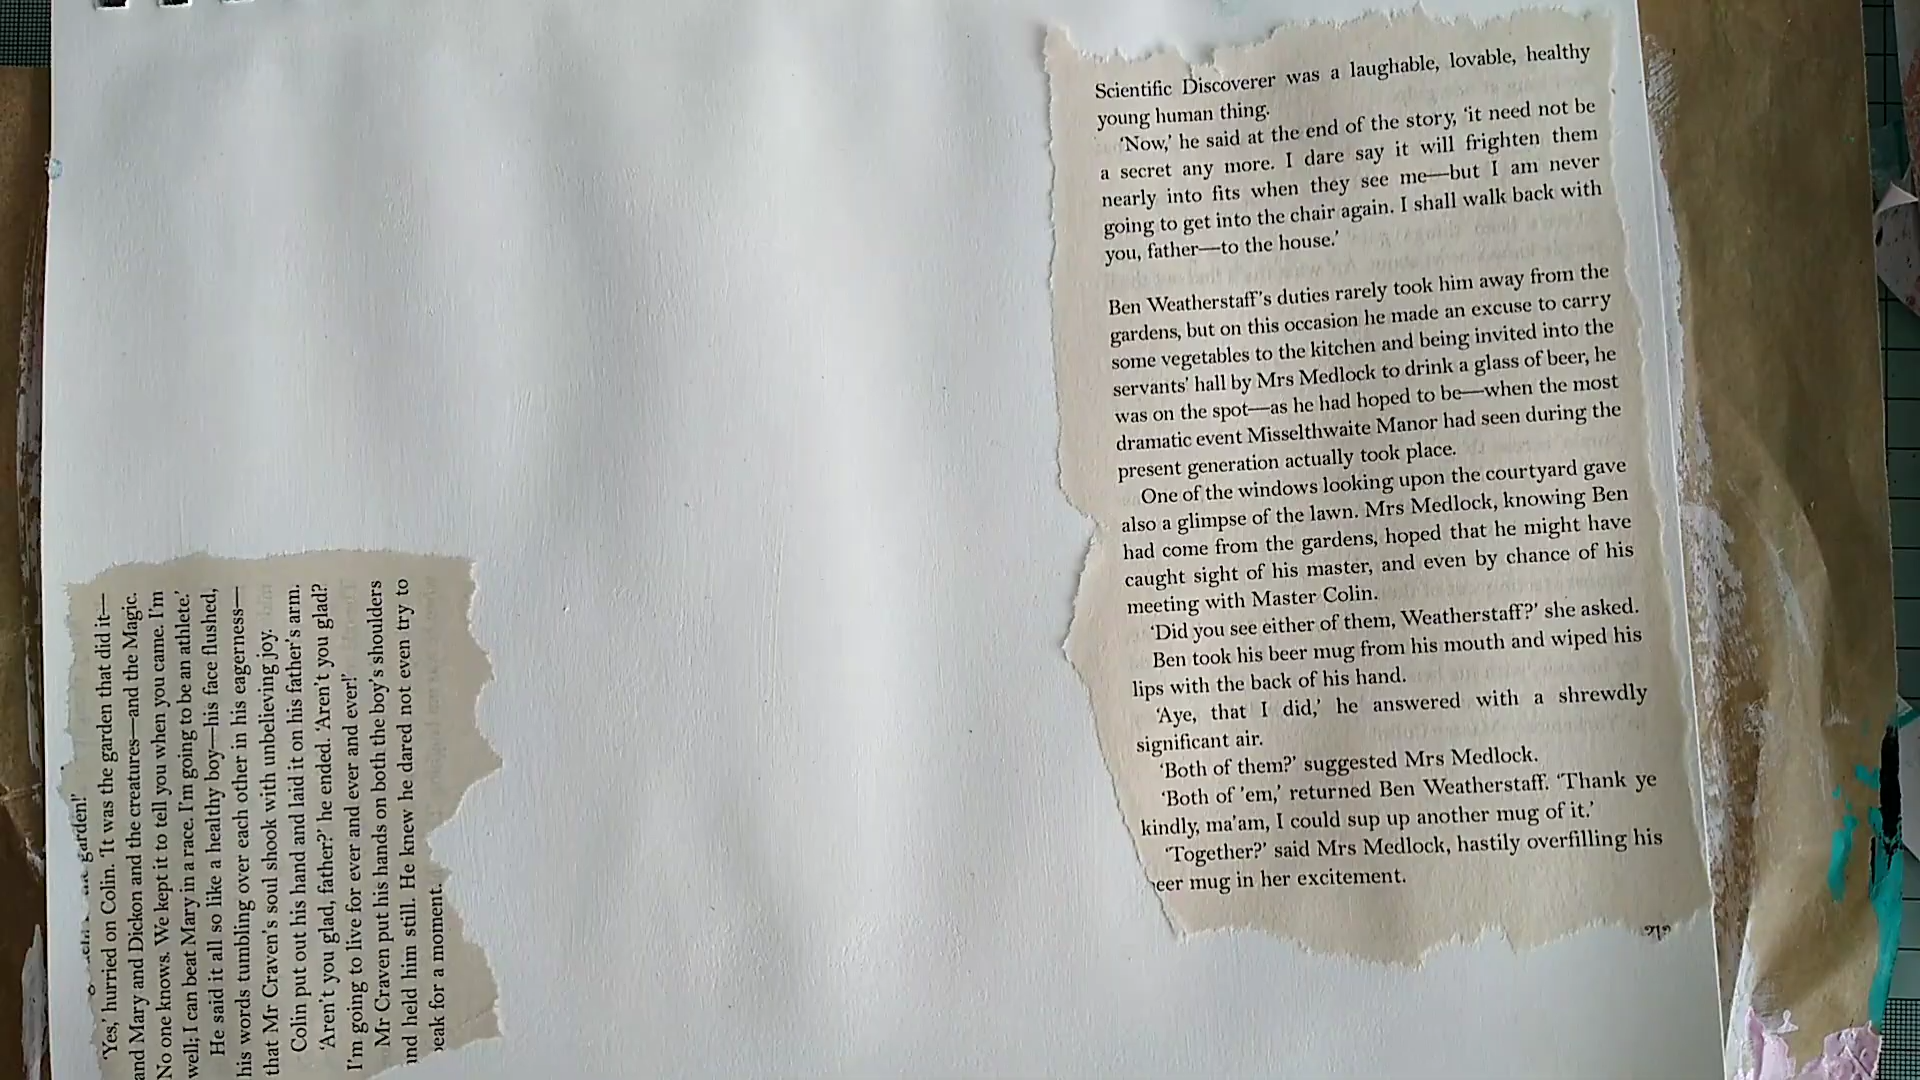 garden!'
'Yes,' hurried on Colin. 'It was the garden that did it—
and Mary and Dickon and the creatures—and the Magic.
No one knows. We kept it to tell you when you came. I'm
well; I can beat Mary in a race. I'm going to be an athlete.'
He said it all so like a healthy boy—his face flushed,
his words tumbling over each other in his eagerness—
that Mr Craven's soul shook with unbelieving joy.
Colin put out his hand and laid it on his father's arm.
'Aren't you glad, father?' he ended. 'Aren't you glad?
I'm going to live for ever and ever and ever!'
Mr Craven put his hands on both the boy's shoulders
and held him still. He knew he dared not even try to
eak for a moment.
Scientific Discoverer was a laughable, lovable, healthy
young human thing.
'Now,' he said at the end of the story, 'it need not be
a secret any more. I dare say it will frighten them
nearly into fits when they see me—but I am never
going to get into the chair again. I shall walk back with
you, father—to the house.'
Ben Weatherstaff's duties rarely took him away from the
gardens, but on this occasion he made an excuse to carry
some vegetables to the kitchen and being invited into the
servants' hall by Mrs Medlock to drink a glass of beer, he
was on the spot—as he had hoped to be—when the most
dramatic event Misselthwaite Manor had seen during the
present generation actually took place.
One of the windows looking upon the courtyard gave
also a glimpse of the lawn. Mrs Medlock, knowing Ben
had come from the gardens, hoped that he might have
caught sight of his master, and even by chance of his
meeting with Master Colin.
'Did you see either of them, Weatherstaff?' she asked.
Ben took his beer mug from his mouth and wiped his
lips with the back of his hand.
'Aye, that I did,' he answered with a shrewdly
significant air.
'Both of them?' suggested Mrs Medlock.
'Both of 'em,' returned Ben Weatherstaff. 'Thank ye
kindly, ma'am, I could sup up another mug of it.'
'Together?' said Mrs Medlock, hastily overfilling his
eer mug in her excitement.